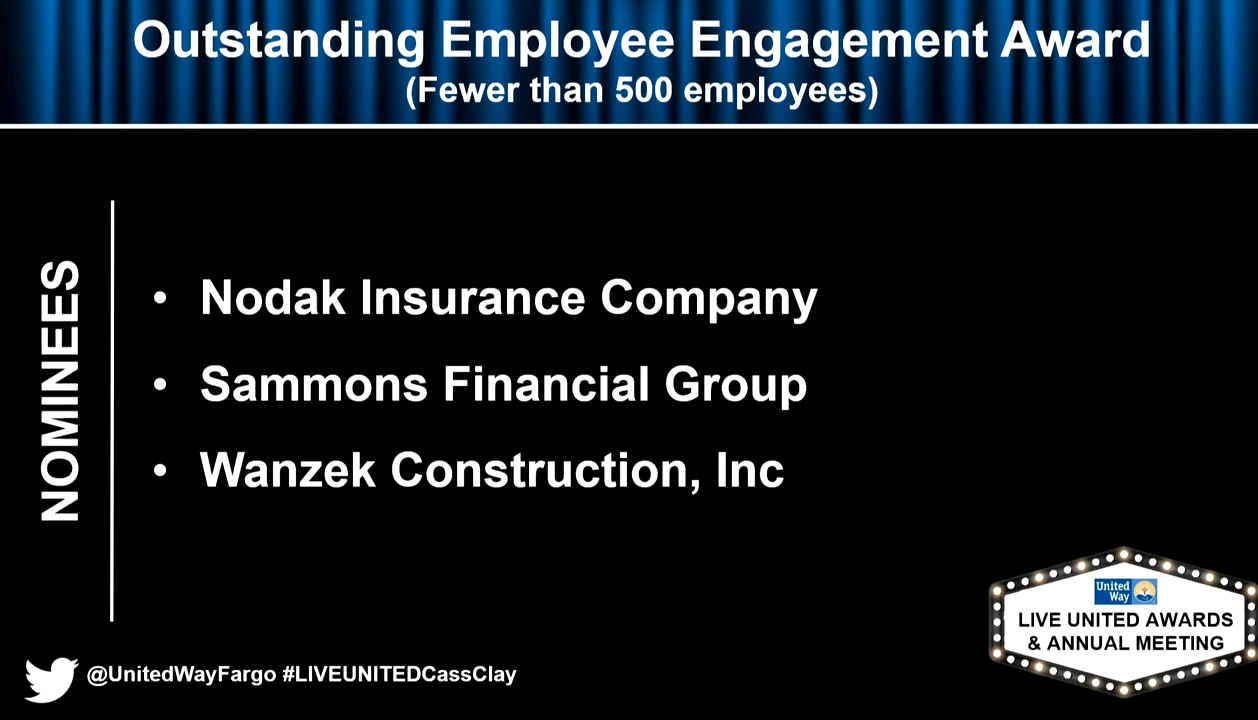 Outstanding Employee Engagement Award
(Fewer than 500 employees)
NOMINEES
• Nodak Insurance Company
• Sammons Financial Group
• Wanzek Construction, Inc
United
Way
LIVE UNITED AWARDS
& ANNUAL MEETING
@UnitedWayFargo #LIVEUNITEDCassClay